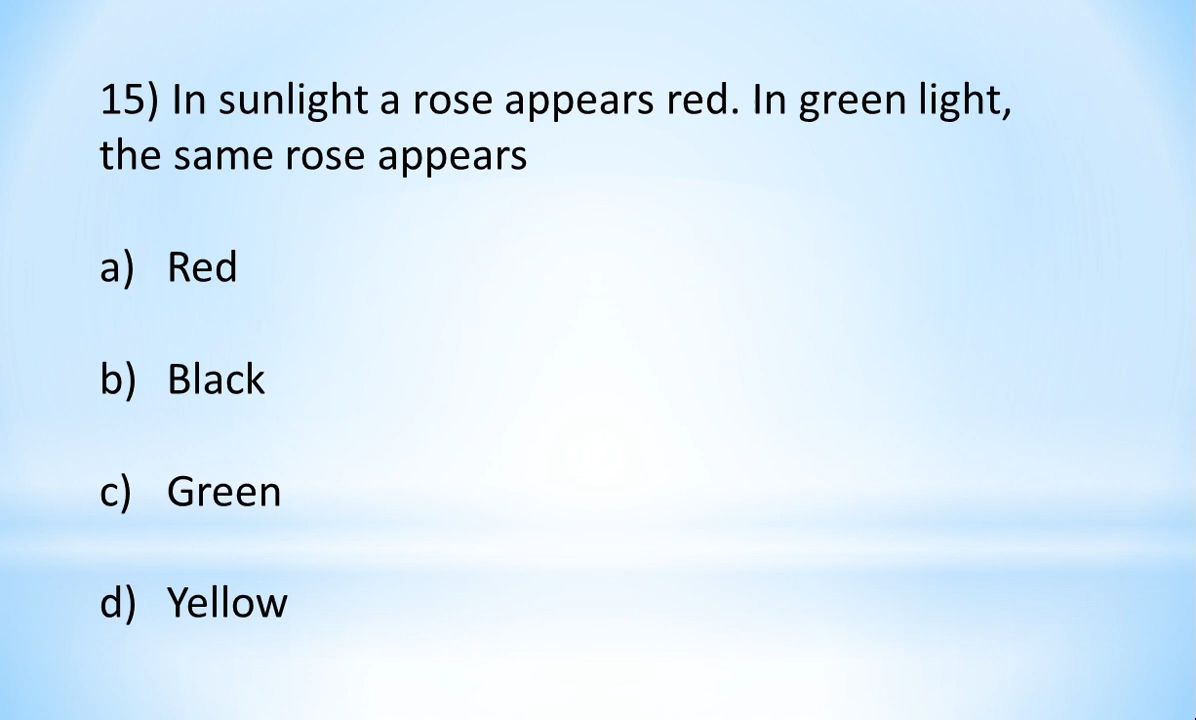 15) In sunlight a rose appears red. In green light,
the same rose appears
a) Red
b) Black
c) Green
d) Yellow